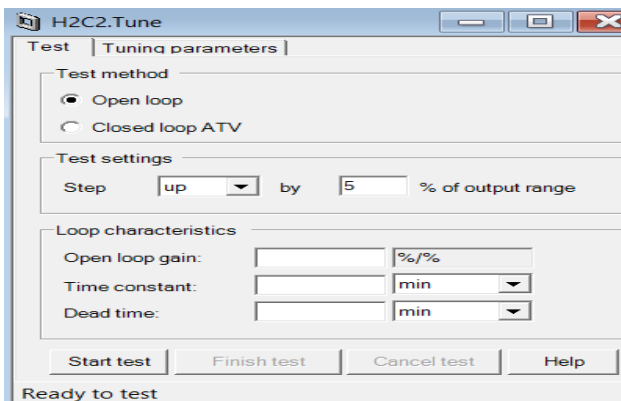 H2C2.Tune
Test Tuning parameters
Test method
Open loop
Closed loop ATV
Test settings
Step up by 5 % of output range
Loop characteristics
Open loop gain: %/%
Time constant: min
Dead time: min
Start test Finish test Cancel test Help
Ready to test